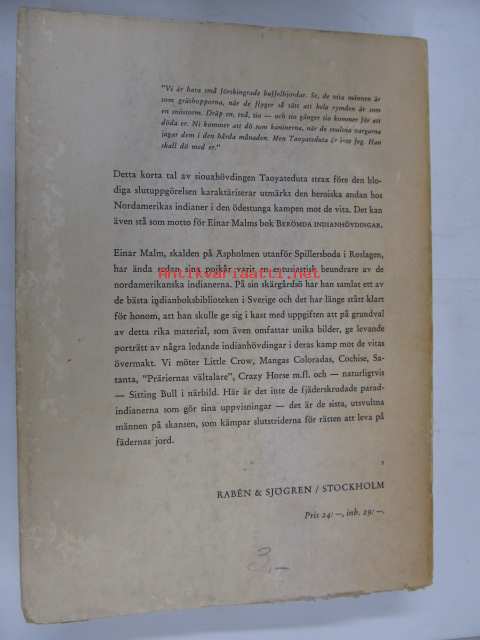 "Vi är bara små förskingrade buffelhjordar. Se, de vita männen är
som gräshopporna, när de flyger så tätt att hela rymden är som
en snöstorm. Dräp en, två, tio — och tio gånger tio kommer för att
döda er. Ni kommer att dö som kaninerna, när de svultna vargarna
jagar dem i den hårda månaden. Men Taoyateduta är inte feg. Han
skall dö med er."
Detta korta tal av siouxhövdingen Taoyateduta strax före den blo-
diga slutuppgörelsen karaktäriserar utmärkt den heroiska andan hos
Nordamerikas indianer i den ödestunga kampen mot de vita. Det kan
även stå som motto för Einar Malms bok BERÖMDA INDIANHÖVDINGAR.
Einar Malm, skalden på Aspholmen utanför Spillersboda i Roslagen,
har ända sedan sina pojkår varit en entusiastisk beundrare av de
nordamerikanska indianerna. På sin skärgårdsö har han samlat ett av
de bästa indianboksbiblioteken i Sverige och det har länge stått klart
för honom, att han skulle ge sig i kast med uppgiften att på grundval
av detta rika material, som även omfattar unika bilder, ge levande
porträtt av några ledande indianhövdingar i deras kamp mot de vitas
övermakt. Vi möter Little Crow, Mangas Coloradas, Cochise, Sa-
tanta, "Präriernas vältalare", Crazy Horse m.fl. och — naturligtvis
— Sitting Bull i närbild. Här är det inte de fjäderskrudade parad-
indianerna som gör sina uppvisningar — det är de sista, utsvultna
männen på skansen, som kämpar slutstriderna för rätten att leva på
fädernas jord.
RABÉN & SJÖGREN / STOCKHOLM
Pris 24: —, inb. 29: —.
3,-